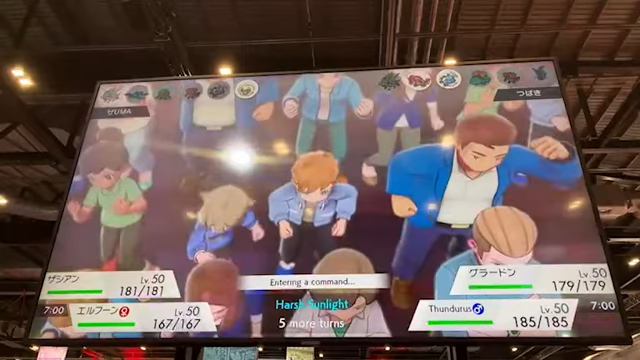 ゼUMA
つばき
ザシアン
Lv.50
181/181
7:00
エルフーン♀
Lv.50
167/167
Entering a command...
Harsh Sunlight
5 more turns
グラードン
Lv.50
179/179
Thundurus♂
Lv.50
185/185
7:00